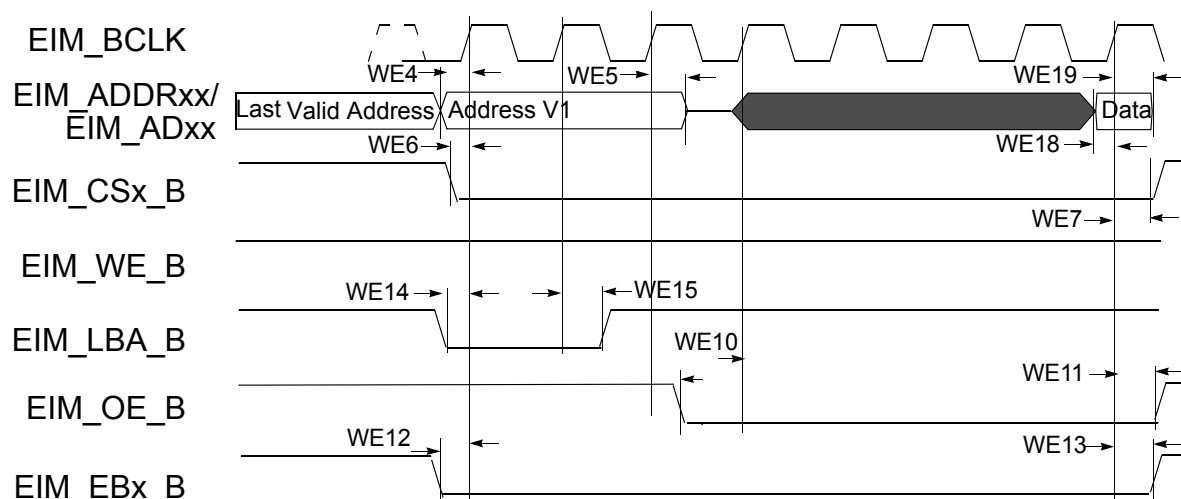 EIM_BCLK
WE4
WE5
WE19
EIM_ADDRxx/
EIM_ADxx
Last Valid Address
Address V1
Data
WE6
WE18
EIM_CSx_B
WE7
EIM_WE_B
WE14
WE15
EIM_LBA_B
WE10
WE11
EIM_OE_B
WE12
WE13
EIM_EBx_B